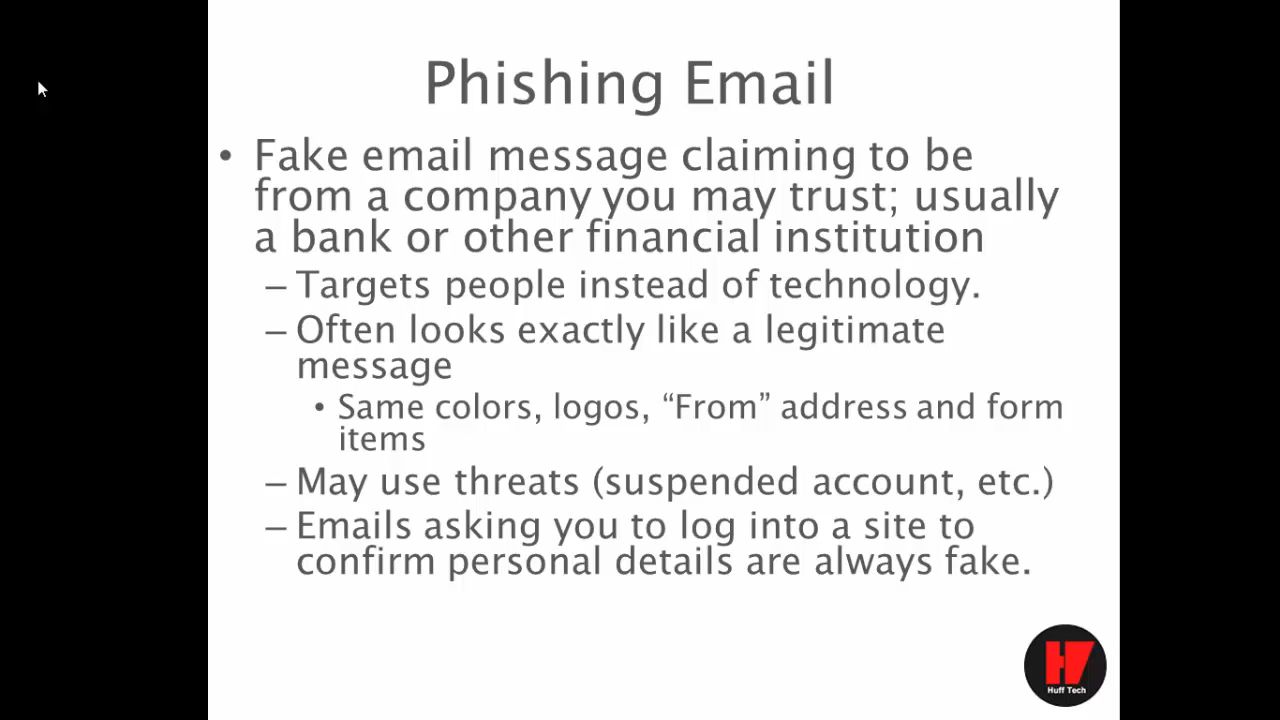 Phishing Email
• Fake email message claiming to be
from a company you may trust; usually
a bank or other financial institution
– Targets people instead of technology.
– Often looks exactly like a legitimate
message
• Same colors, logos, “From” address and form
items
– May use threats (suspended account, etc.)
– Emails asking you to log into a site to
confirm personal details are always fake.
H7
Huff Tech